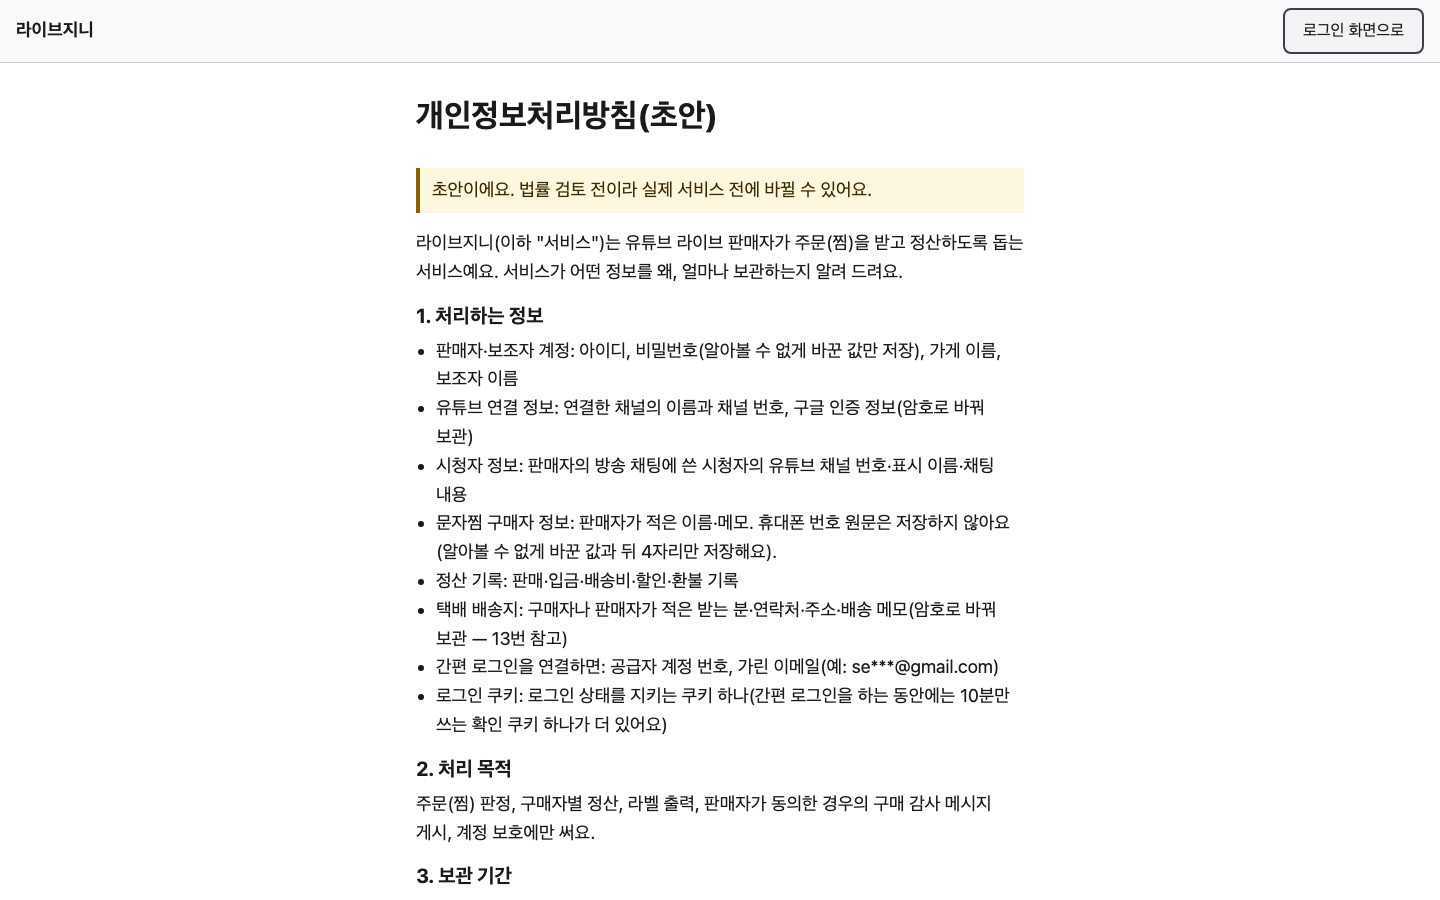 라이브지니
로그인 화면으로
개인정보처리방침(초안)
초안이에요. 법률 검토 전이라 실제 서비스 전에 바뀔 수 있어요.
라이브지니(이하 "서비스")는 유튜브 라이브 판매자가 주문(찜)을 받고 정산하도록 돕는
서비스예요. 서비스가 어떤 정보를 왜, 얼마나 보관하는지 알려 드려요.
1. 처리하는 정보
• 판매자·보조자 계정: 아이디, 비밀번호(알아볼 수 없게 바꾼 값만 저장), 가게 이름,
보조자 이름
• 유튜브 연결 정보: 연결한 채널의 이름과 채널 번호, 구글 인증 정보(암호로 바꿔
보관)
• 시청자 정보: 판매자의 방송 채팅에 쓴 시청자의 유튜브 채널 번호·표시 이름·채팅
내용
• 문자찜 구매자 정보: 판매자가 적은 이름·메모. 휴대폰 번호 원문은 저장하지 않아요
(알아볼 수 없게 바꾼 값과 뒤 4자리만 저장해요).
• 정산 기록: 판매·입금·배송비·할인·환불 기록
• 택배 배송지: 구매자나 판매자가 적은 받는 분·연락처·주소·배송 메모(암호로 바꿔
보관 — 13번 참고)
• 간편 로그인을 연결하면: 공급자 계정 번호, 가린 이메일(예: se***@gmail.com)
• 로그인 쿠키: 로그인 상태를 지키는 쿠키 하나(간편 로그인을 하는 동안에는 10분만
쓰는 확인 쿠키 하나가 더 있어요)
2. 처리 목적
주문(찜) 판정, 구매자별 정산, 라벨 출력, 판매자가 동의한 경우의 구매 감사 메시지
게시, 계정 보호에만 써요.
3. 보관 기간